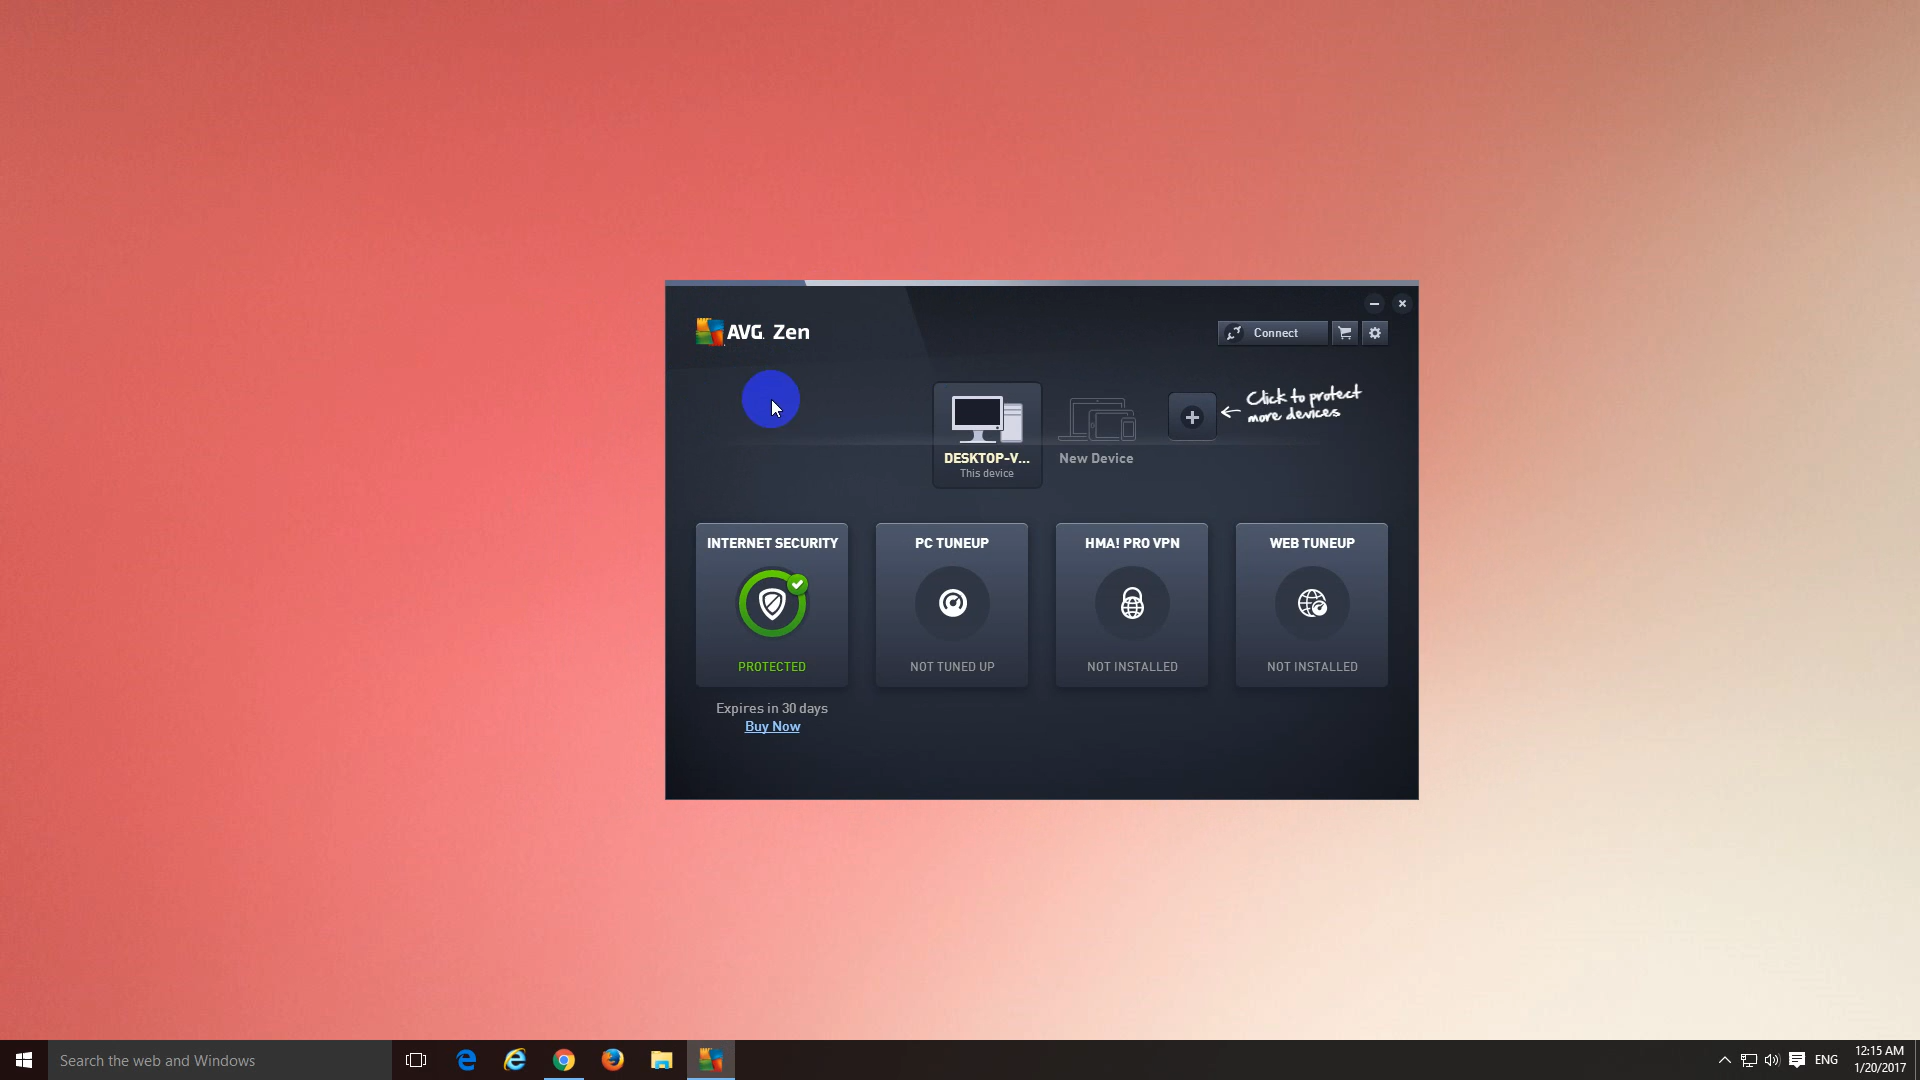 AVG. Zen
Connect
Click to protect
more devices
DESKTOP-V...
This device
New Device
INTERNET SECURITY
PROTECTED
PC TUNEUP
NOT TUNED UP
HMA! PRO VPN
NOT INSTALLED
WEB TUNEUP
NOT INSTALLED
Expires in 30 days
Buy Now
Search the web and Windows
ENG
12:15 AM
1/20/2017